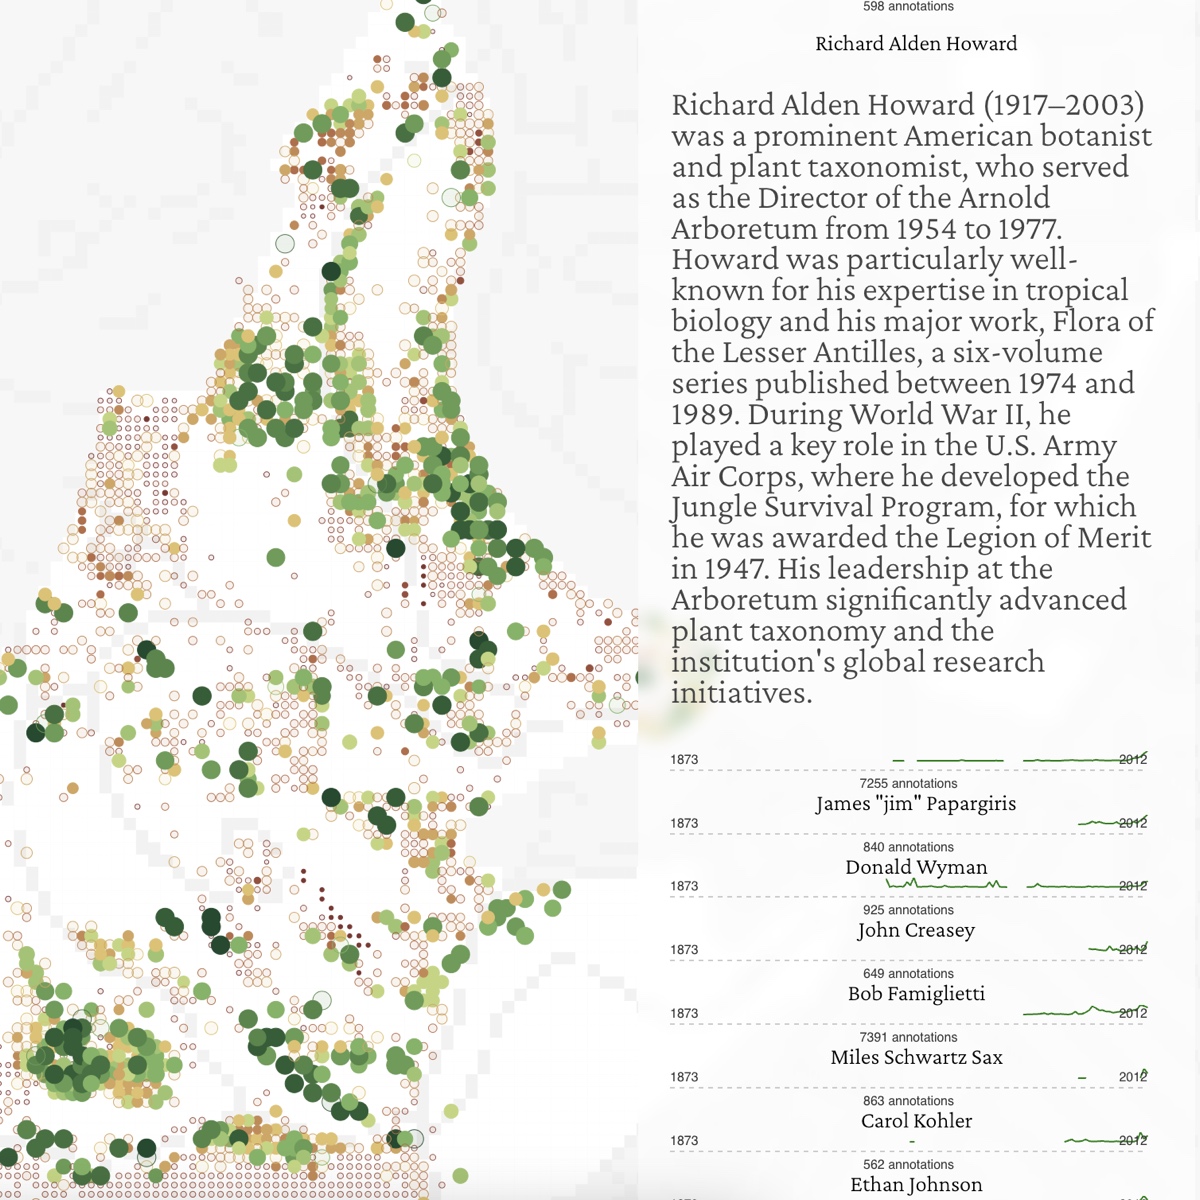 598 annotations
Richard Alden Howard
Richard Alden Howard (1917–2003)
was a prominent American botanist
and plant taxonomist, who served
as the Director of the Arnold
Arboretum from 1954 to 1977.
Howard was particularly well-
known for his expertise in tropical
biology and his major work, Flora of
the Lesser Antilles, a six-volume
series published between 1974 and
1989. During World War II, he
played a key role in the U.S. Army
Air Corps, where he developed the
Jungle Survival Program, for which
he was awarded the Legion of Merit
in 1947. His leadership at the
Arboretum significantly advanced
plant taxonomy and the
institution's global research
initiatives.
1873 2012
7255 annotations
James "jim" Papargiris
1873 2012
840 annotations
Donald Wyman
1873 2012
925 annotations
John Creasey
1873 2012
649 annotations
Bob Famiglietti
1873 2012
7391 annotations
Miles Schwartz Sax
1873 2012
863 annotations
Carol Kohler
1873 2012
562 annotations
Ethan Johnson